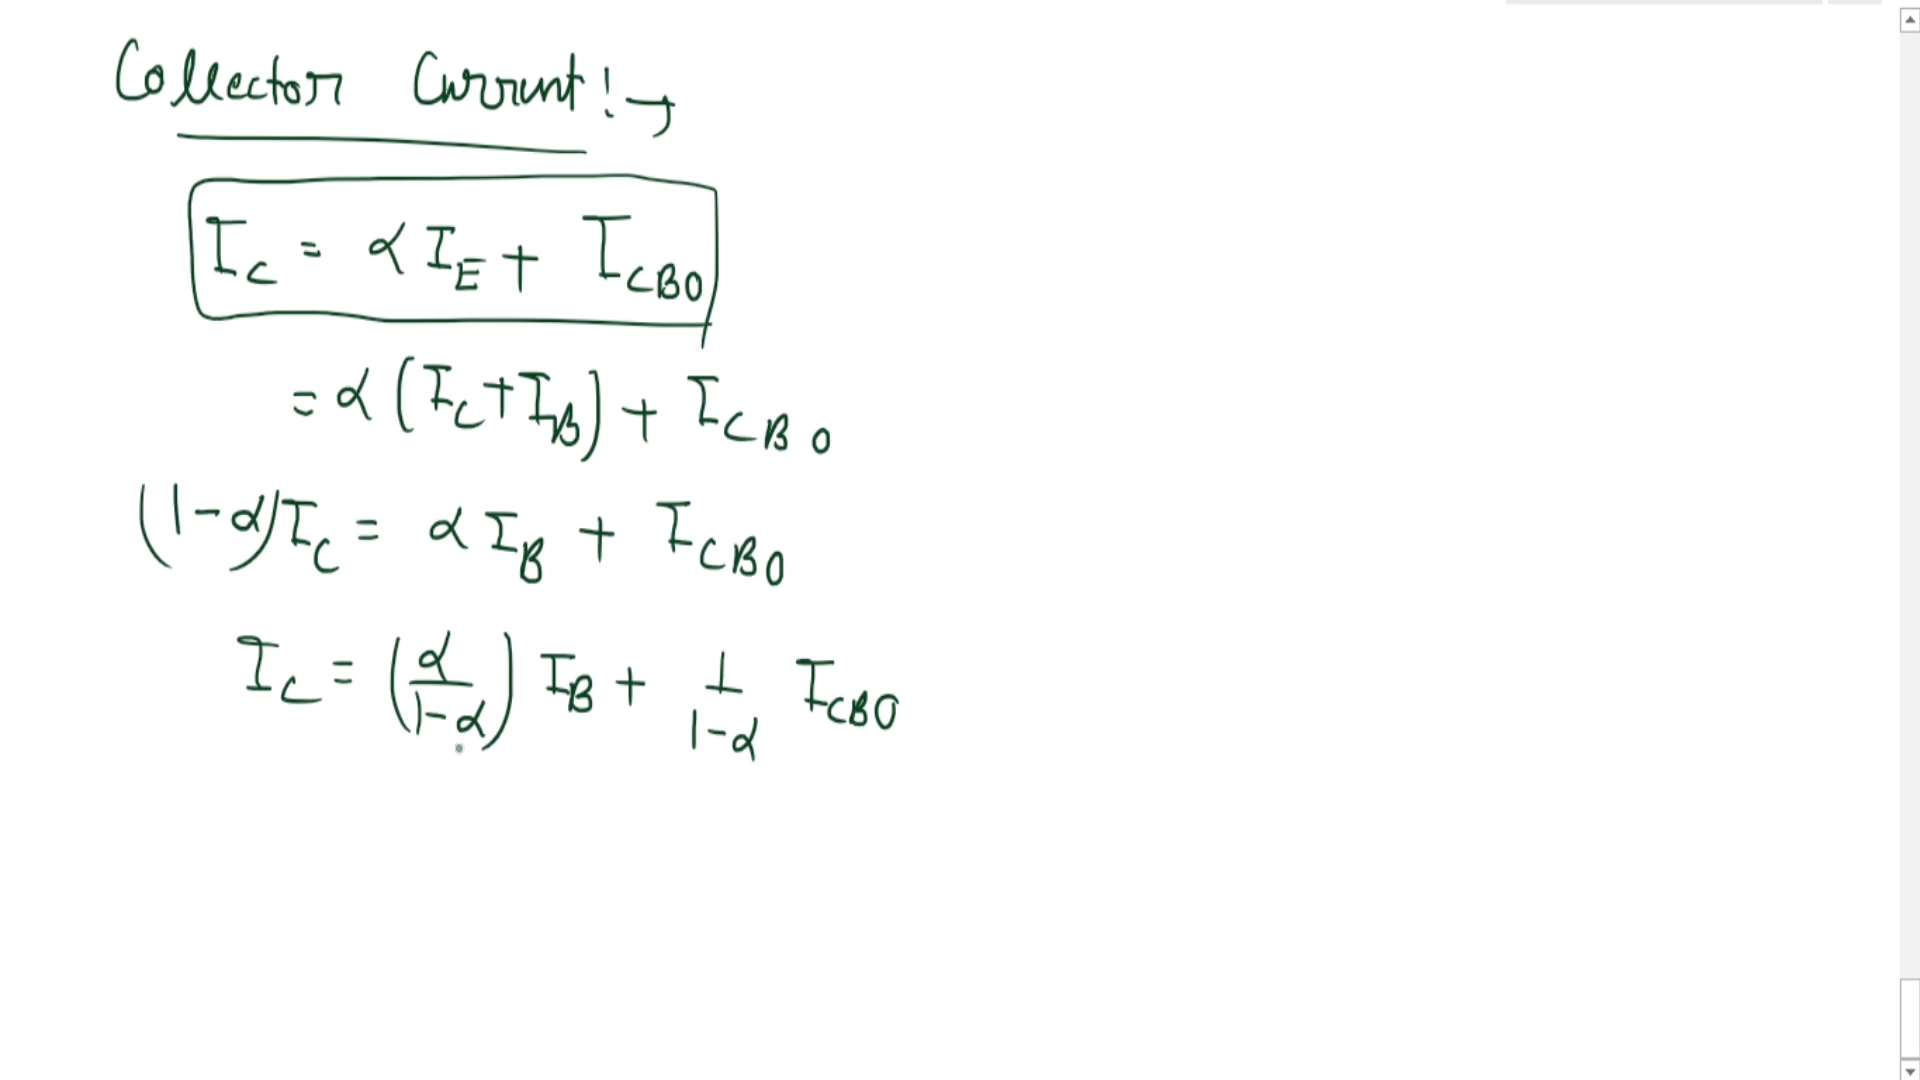 Collector Current:→
I_C = α I_E + I_CBO
= α (I_C + I_B) + I_CBO
(1-α) I_C = α I_B + I_CBO
I_C = (α/(1-α)) I_B + 1/(1-α) I_CBO